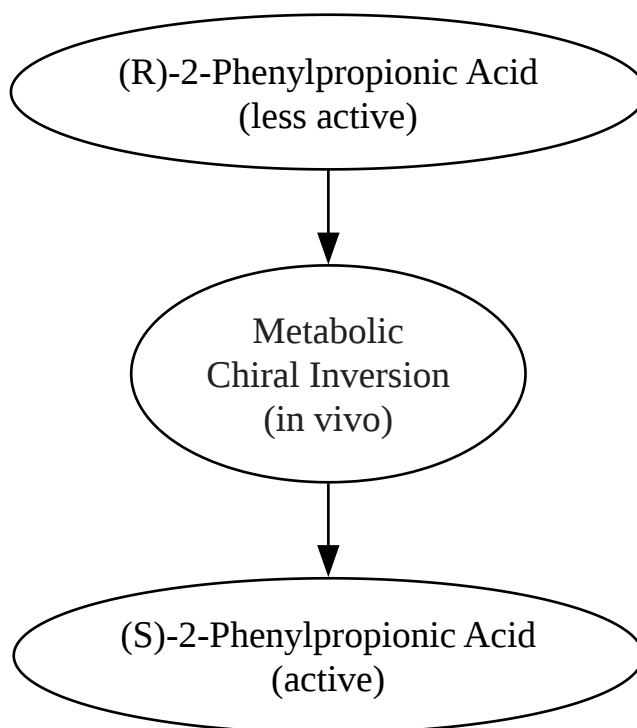 (R)-2-Phenylpropionic Acid
(less active)
Metabolic
Chiral Inversion
(in vivo)
(S)-2-Phenylpropionic Acid
(active)